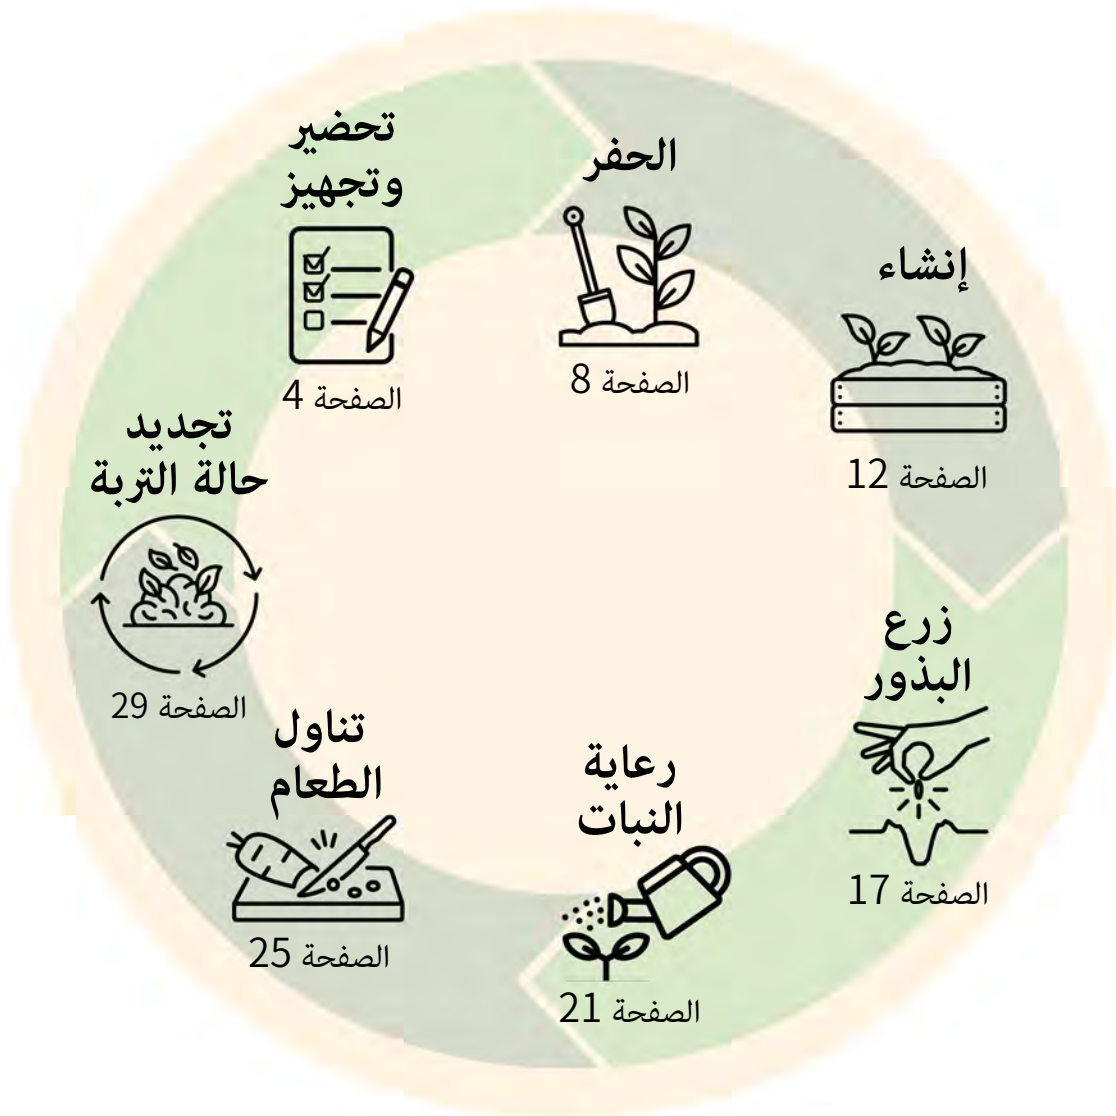 تحضير
وتجهيز
الصفحة 4
الحفر
الصفحة 8
إنشاء
الصفحة 12
زرع
البذور
الصفحة 17
رعاية
النبات
الصفحة 21
تناول
الطعام
الصفحة 25
تجديد
حالة التربة
الصفحة 29